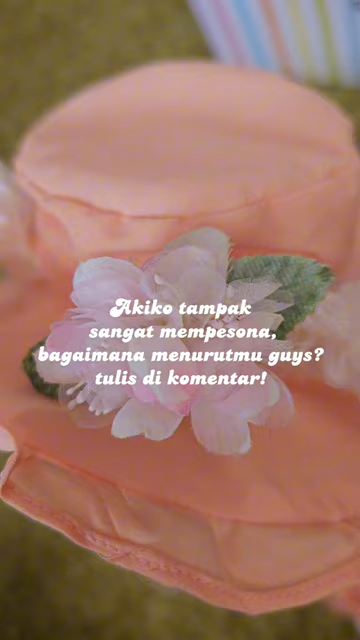 Akiko tampak
sangat mempesona,
bagaimana menurutmu guys?
tulis di komentar!